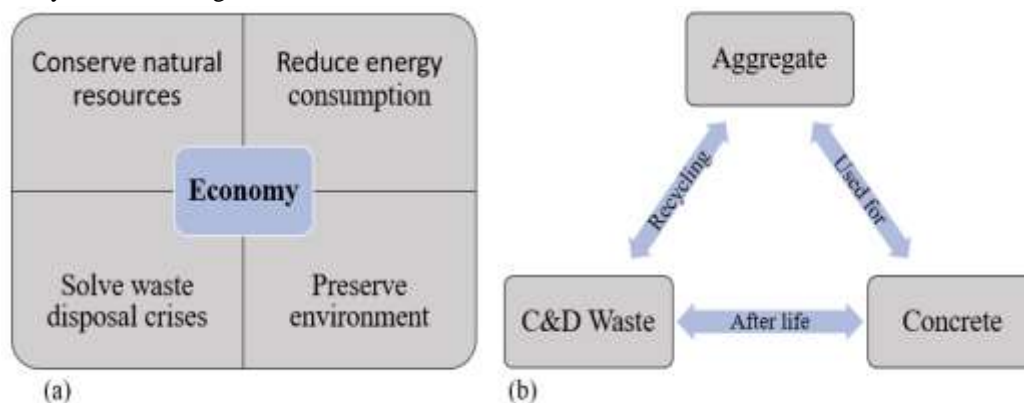 Conserve natural
resources
Reduce energy
consumption
Economy
Solve waste
disposal crises
Preserve
environment
(a)
Aggregate
Recycling
Used for
C&D Waste
After life
Concrete
(b)